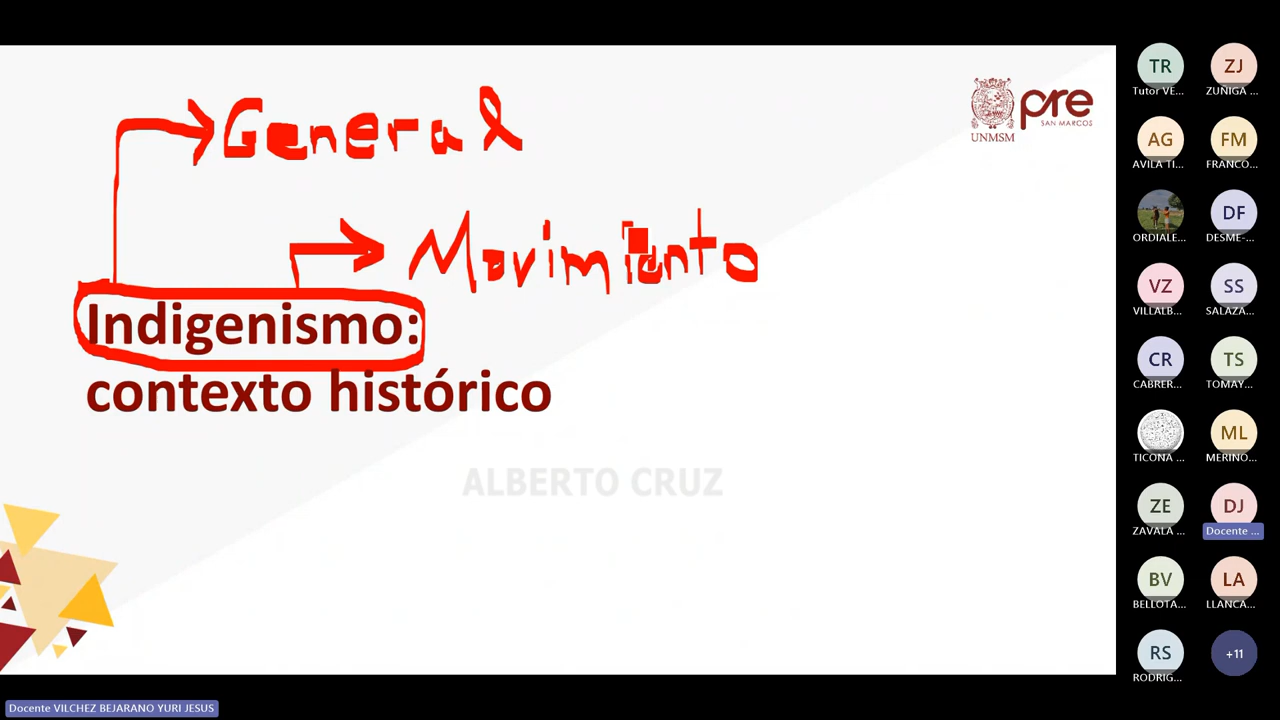 General
pre
SAN MARCOS
UNMSM
Movimiento
Indigenismo:
contexto histórico
ALBERTO CRUZ
TR
Tutor VE...
ZJ
ZUÑIGA ...
AG
AVILA TI...
FM
FRANCO...
ORDIALE...
DF
DESME-...
VZ
VILLALB...
SS
SALAZA...
CR
CABRER...
TS
TOMAY...
TICONA ...
ML
MERINO...
ZE
ZAVALA ...
DJ
Docente ...
BV
BELLOTA...
LA
LLANCA...
RS
RODRIG...
+11
Docente VILCHEZ BEJARANO YURI JESUS